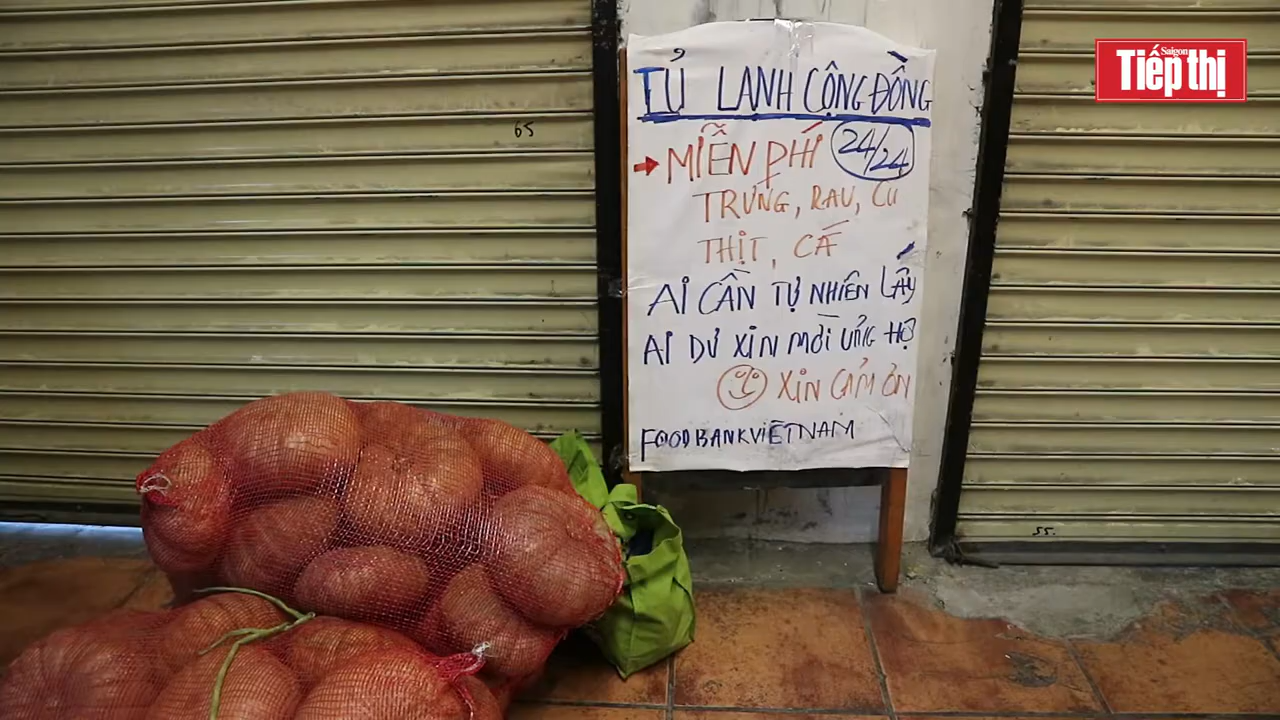 Saigon
Tiếp thị
65
TỦ LẠNH CỘNG ĐỒNG
MIỄN PHÍ 24/24
TRỨNG, RAU, CỦ
THỊT, CÁ
AI CẦN TỰ NHIÊN LẤY
AI DƯ XIN MỜI ỦNG HỘ
XIN CẢM ƠN
FOODBANKVIETNAM
55.